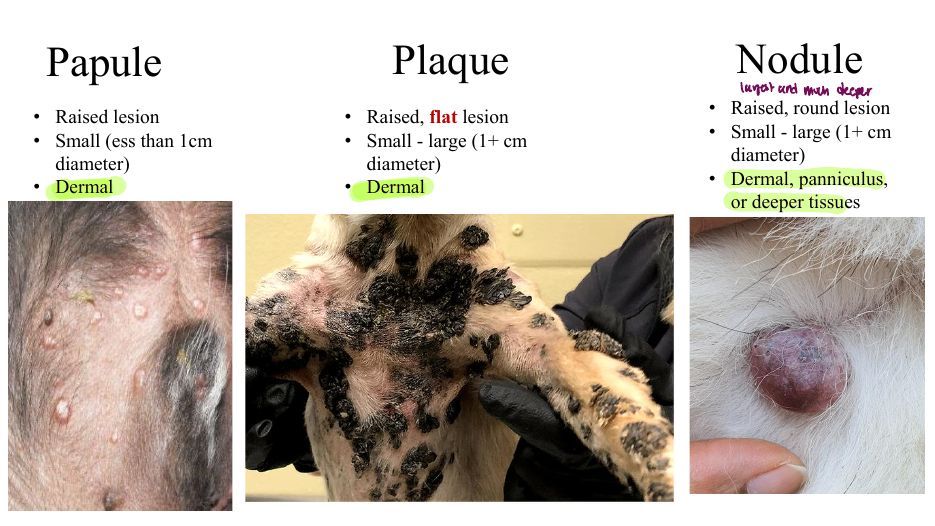 Papule
• Raised lesion
• Small (ess than 1cm
diameter)
• Dermal
Plaque
• Raised, flat lesion
• Small - large (1+ cm
diameter)
• Dermal
Nodule
largest and much deeper
• Raised, round lesion
• Small - large (1+ cm
diameter)
• Dermal, panniculus,
or deeper tissues